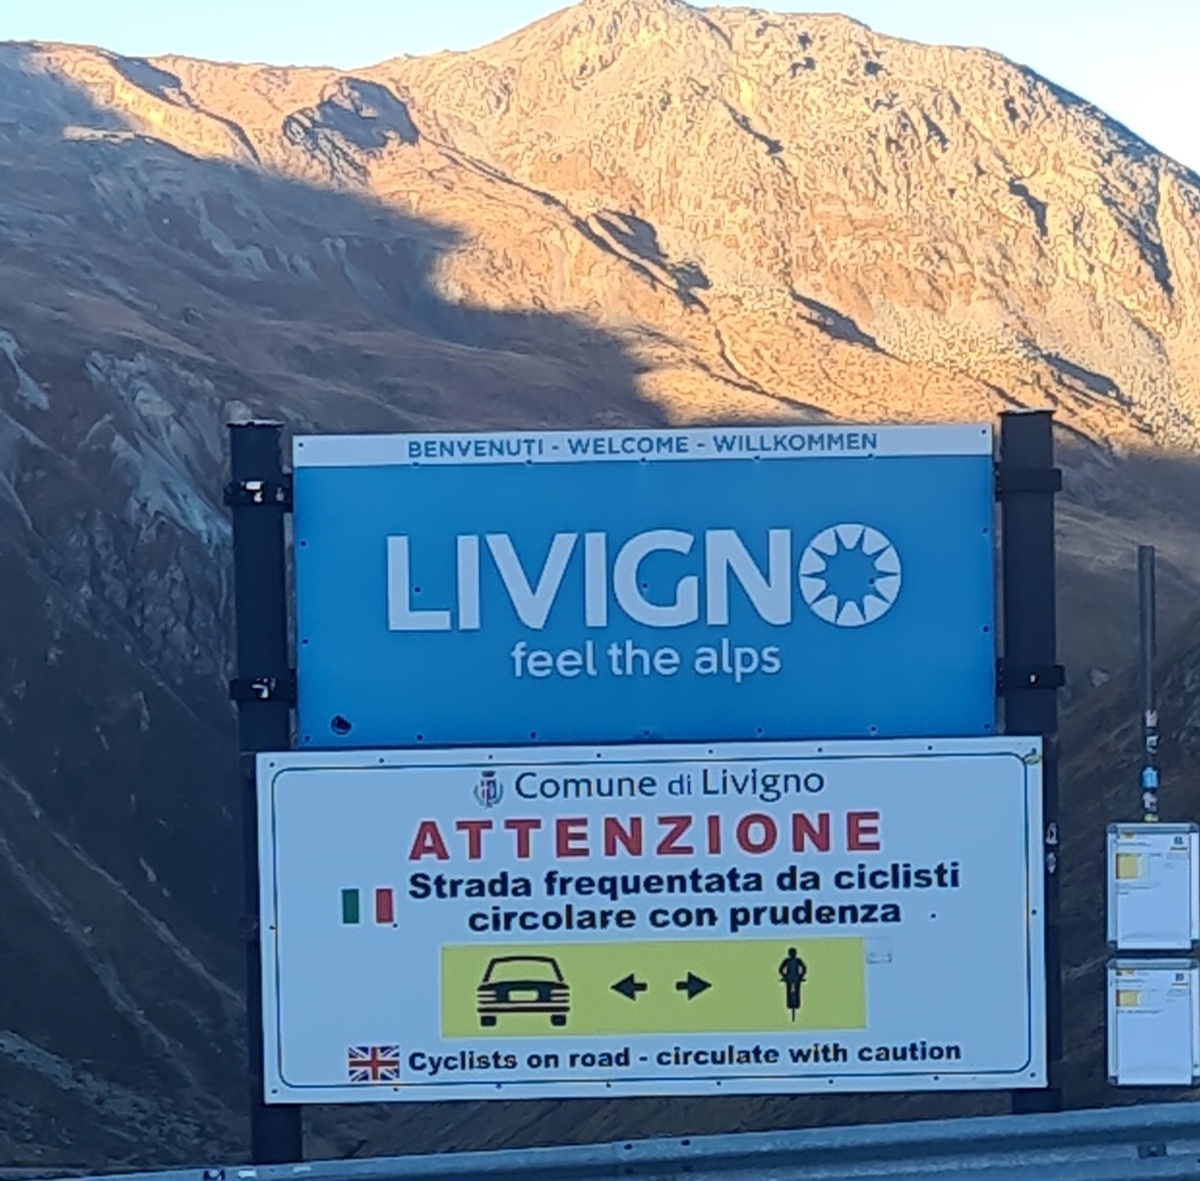 BENVENUTI - WELCOME - WILLKOMMEN
LIVIGNO
feel the alps
Comune di Livigno
ATTENZIONE
Strada frequentata da ciclisti
circolare con prudenza
Cyclists on road - circulate with caution